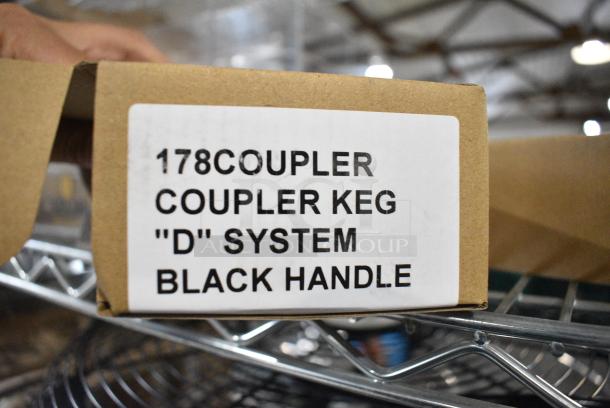 178COUPLER
COUPLER KEG
"D" SYSTEM
BLACK HANDLE